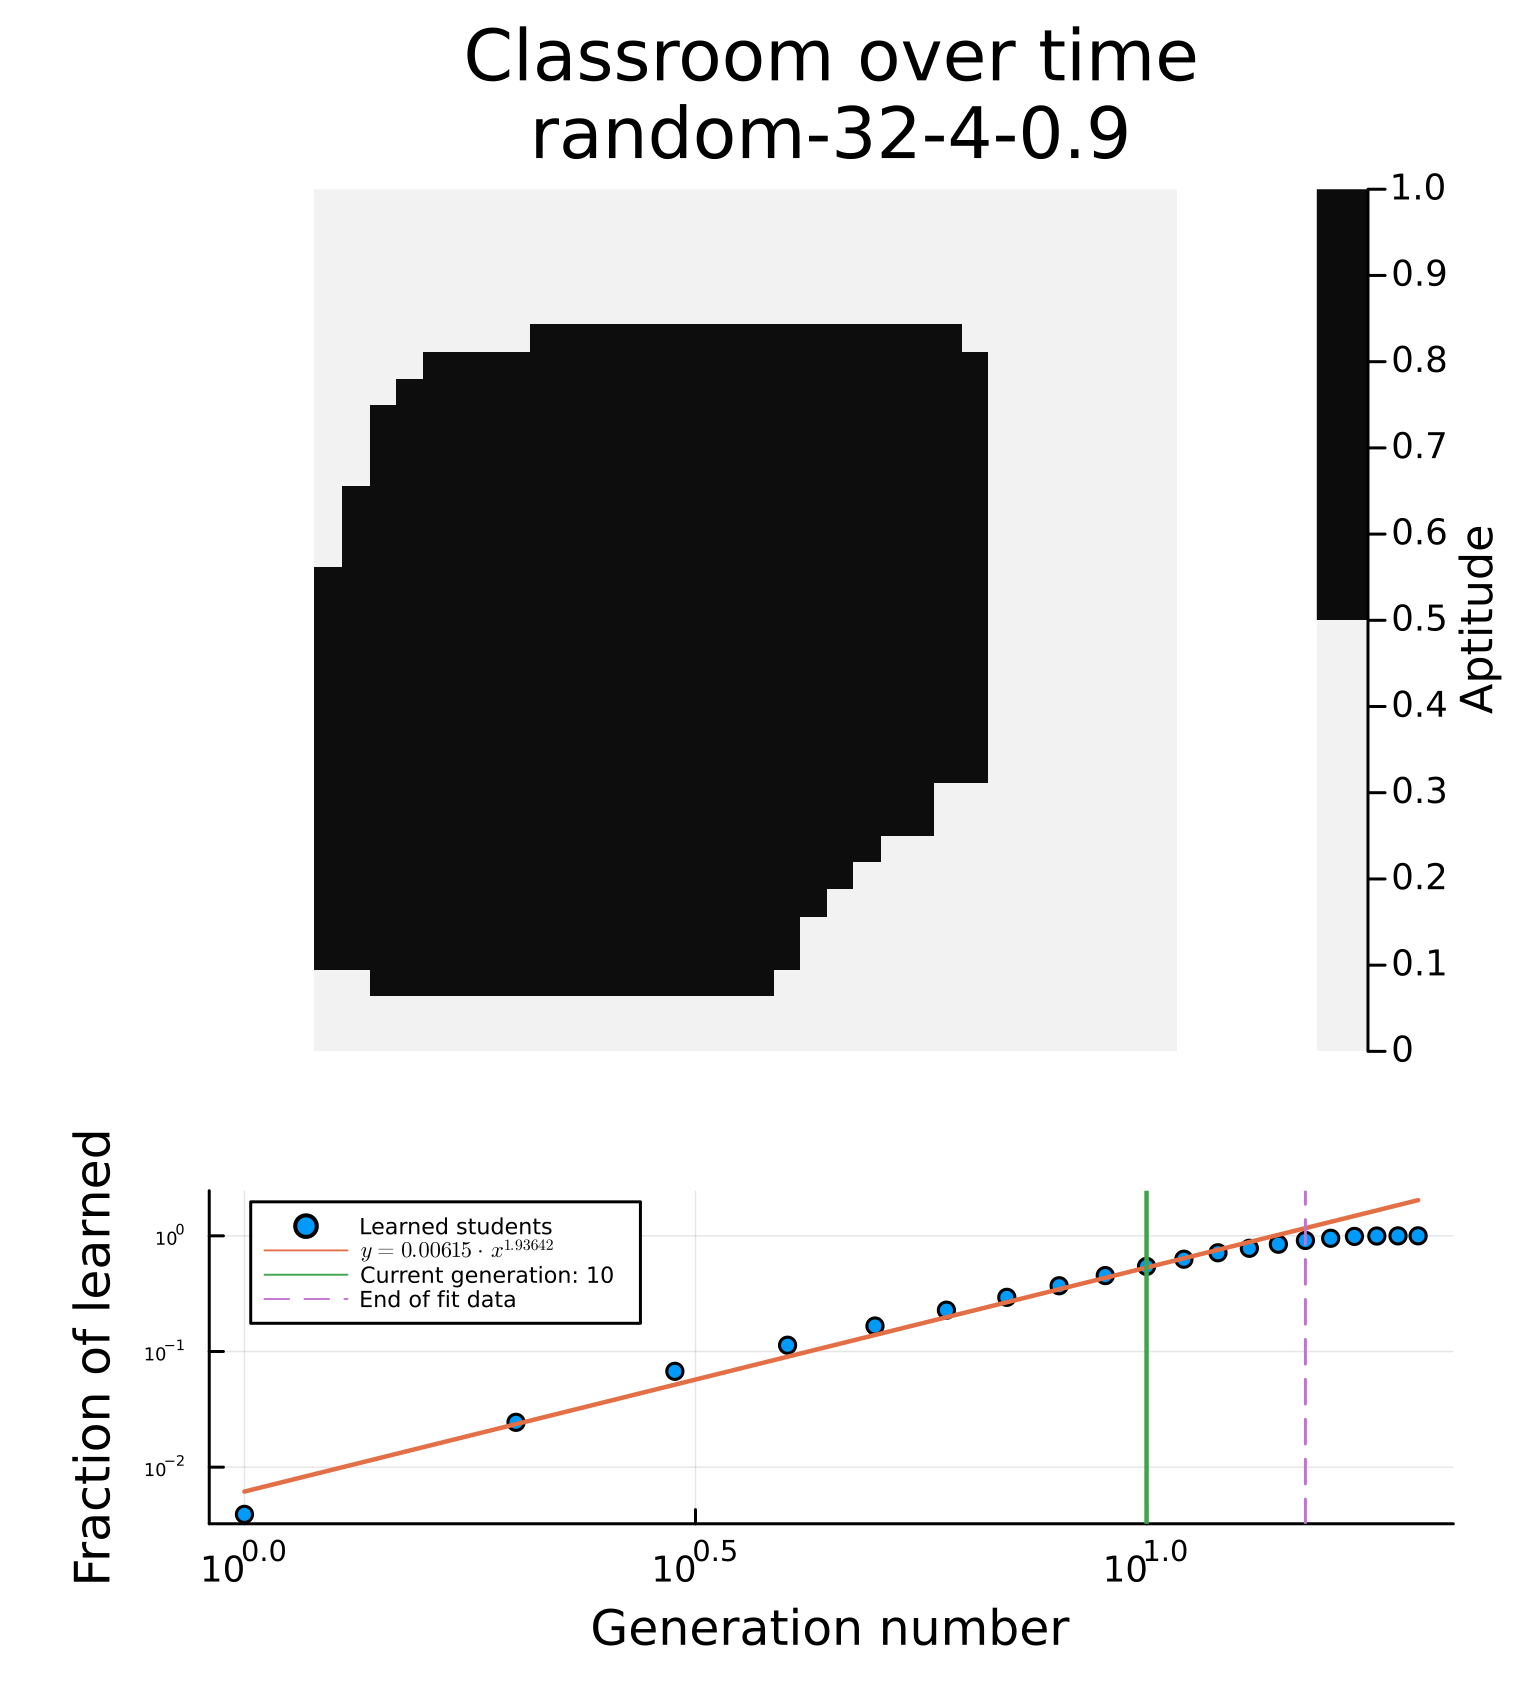 Classroom over time
random-32-4-0.9
1.0
0.9
0.8
0.7
0.6
0.5
0.4
0.3
0.2
0.1
0
Aptitude
Fraction of learned
10⁰
10⁻¹
10⁻²
Learned students
y = 0.00615 · x^1.93642
Current generation: 10
End of fit data
10^0.0
10^0.5
10^1.0
Generation number